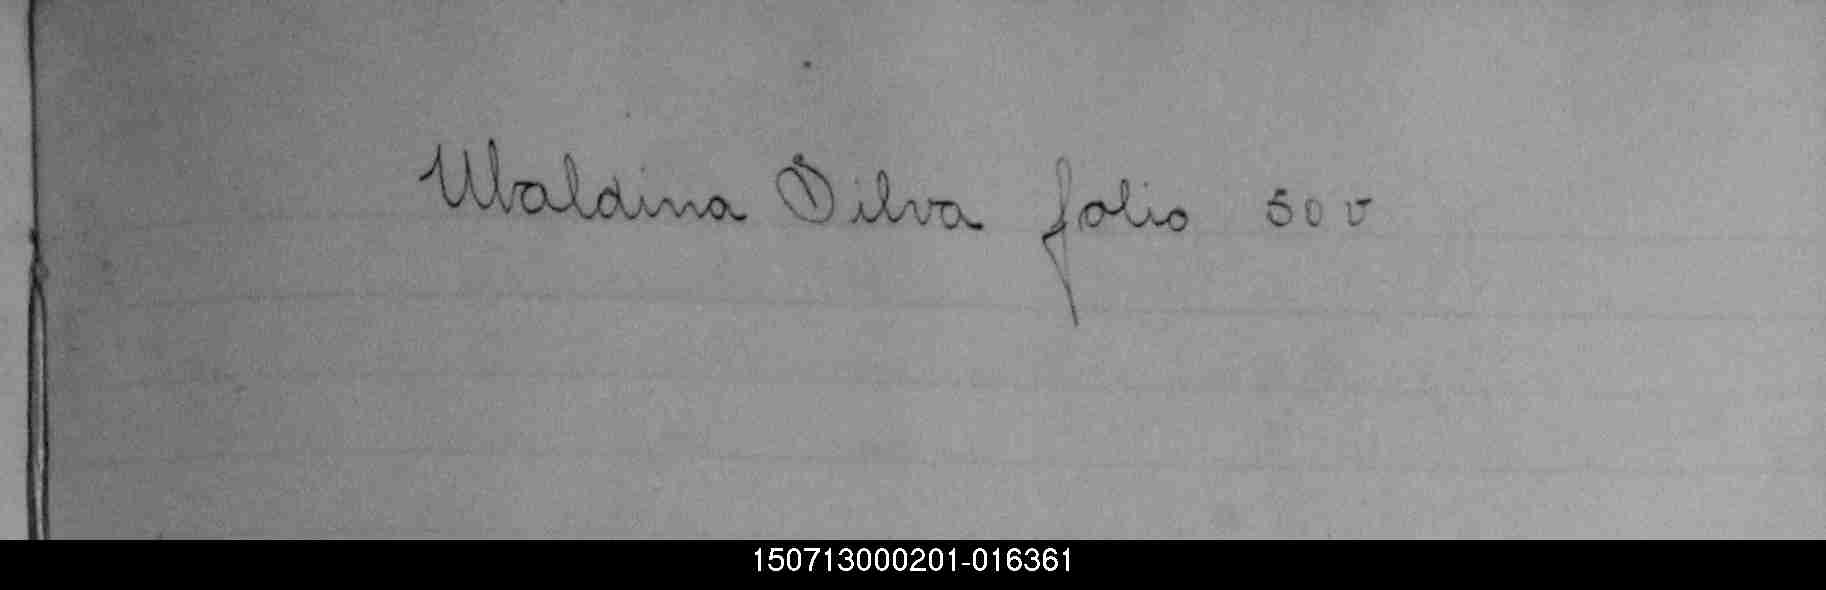 Ubaldina Silva folio 50 v
150713000201-016361